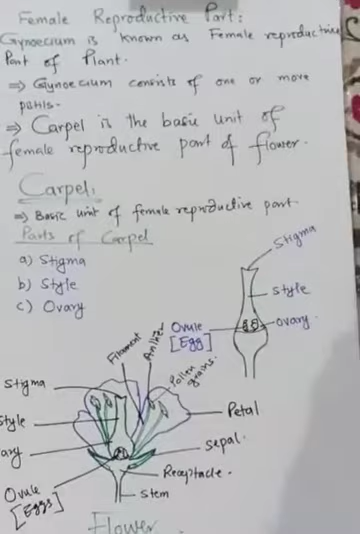 Female Reproductive Part:
Gynoecium is known as Female reproductive
Part of Plant.
⇒ Gynoecium consists of one or more
⇒ Carpel is the basic unit of
female reproductive part of flower.
Carpel:
⇒ Basic unit of female reproductive part.
Parts of Carpel
a) Stigma
b) Style
c) Ovary
Stigma
Style
Ovule
[Egg]
Ovary.
Filament
Anther
Pollen
grains.
Stigma
Style
ary
Petal
Sepal.
Receptacle.
Ovule
[Eggs]
Stem
Flower